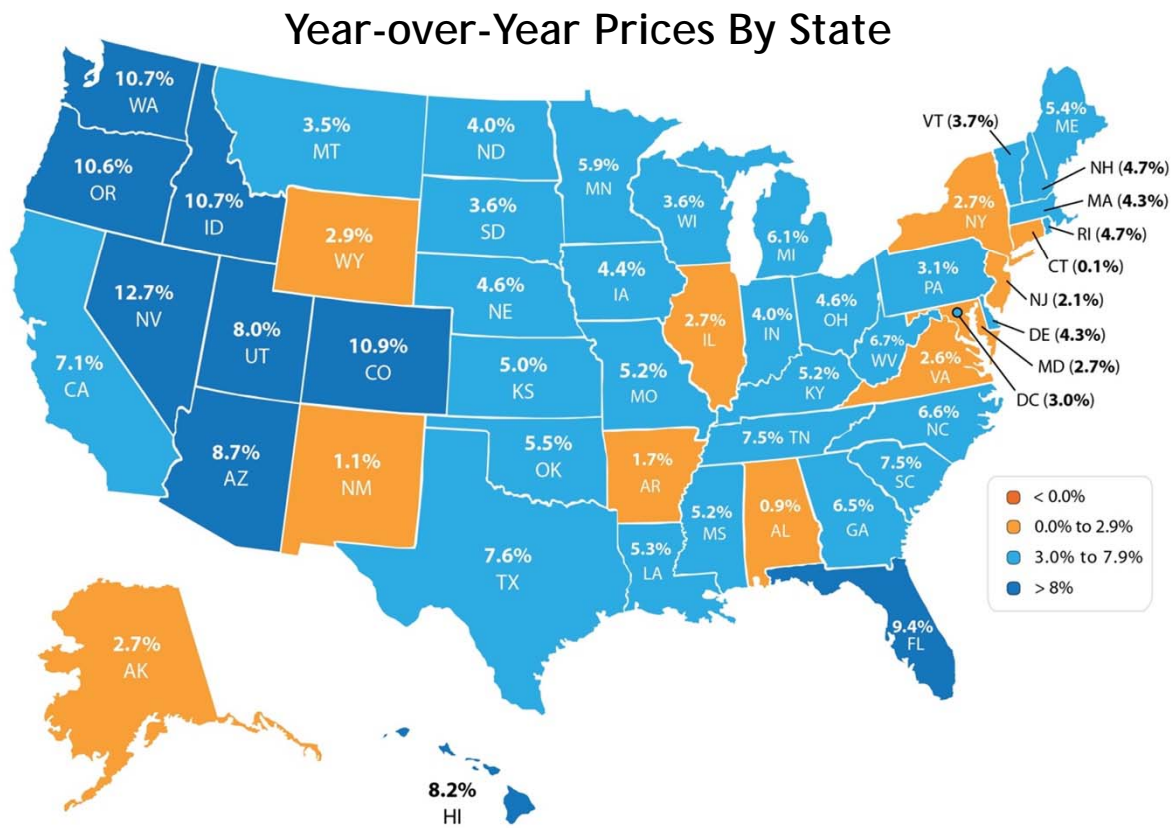 Year-over-Year Prices By State
10.7%
WA
10.6%
OR
10.7%
ID
3.5%
MT
4.0%
ND
5.9%
MN
3.6%
WI
6.1%
MI
3.6%
SD
2.9%
WY
12.7%
NV
8.0%
UT
10.9%
CO
7.1%
CA
4.6%
NE
4.4%
IA
2.7%
IL
4.0%
IN
4.6%
OH
3.1%
PA
2.7%
NY
5.4%
ME
VT (3.7%)
NH (4.7%)
MA (4.3%)
RI (4.7%)
CT (0.1%)
NJ (2.1%)
DE (4.3%)
MD (2.7%)
DC (3.0%)
6.7%
WV
2.6%
VA
5.0%
KS
5.2%
MO
5.2%
KY
6.6%
NC
7.5% TN
7.5%
SC
8.7%
AZ
1.1%
NM
5.5%
OK
1.7%
AR
5.2%
MS
0.9%
AL
6.5%
GA
7.6%
TX
5.3%
LA
9.4%
FL
2.7%
AK
8.2%
HI
< 0.0%
0.0% to 2.9%
3.0% to 7.9%
> 8%